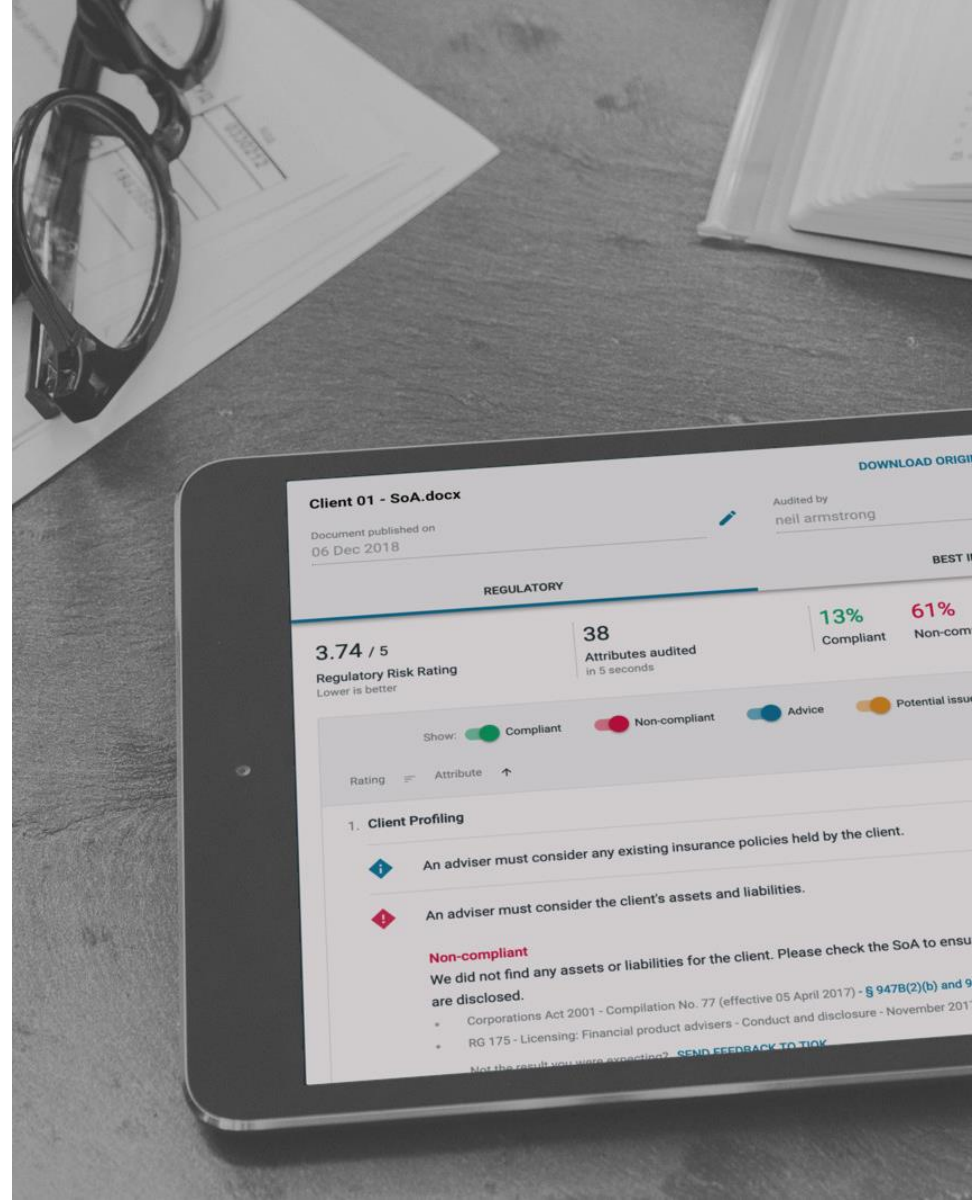 DOWNLOAD ORIGI
Client 01 - SoA.docx
Document published on
06 Dec 2018
Audited by
neil armstrong
REGULATORY
BEST I
3.74 / 5
Regulatory Risk Rating
Lower is better
38
Attributes audited
in 5 seconds
13%
Compliant
61%
Non-com
Show: Compliant Non-compliant Advice Potential issu
Rating Attribute
1. Client Profiling
An adviser must consider any existing insurance policies held by the client.
An adviser must consider the client's assets and liabilities.
Non-compliant
We did not find any assets or liabilities for the client. Please check the SoA to ensu
are disclosed.
• Corporations Act 2001 - Compilation No. 77 (effective 05 April 2017) - § 947B(2)(b) and 9
• RG 175 - Licensing: Financial product advisers - Conduct and disclosure - November 201
Not the result you were expecting? SEND FEEDBACK TO TIQK